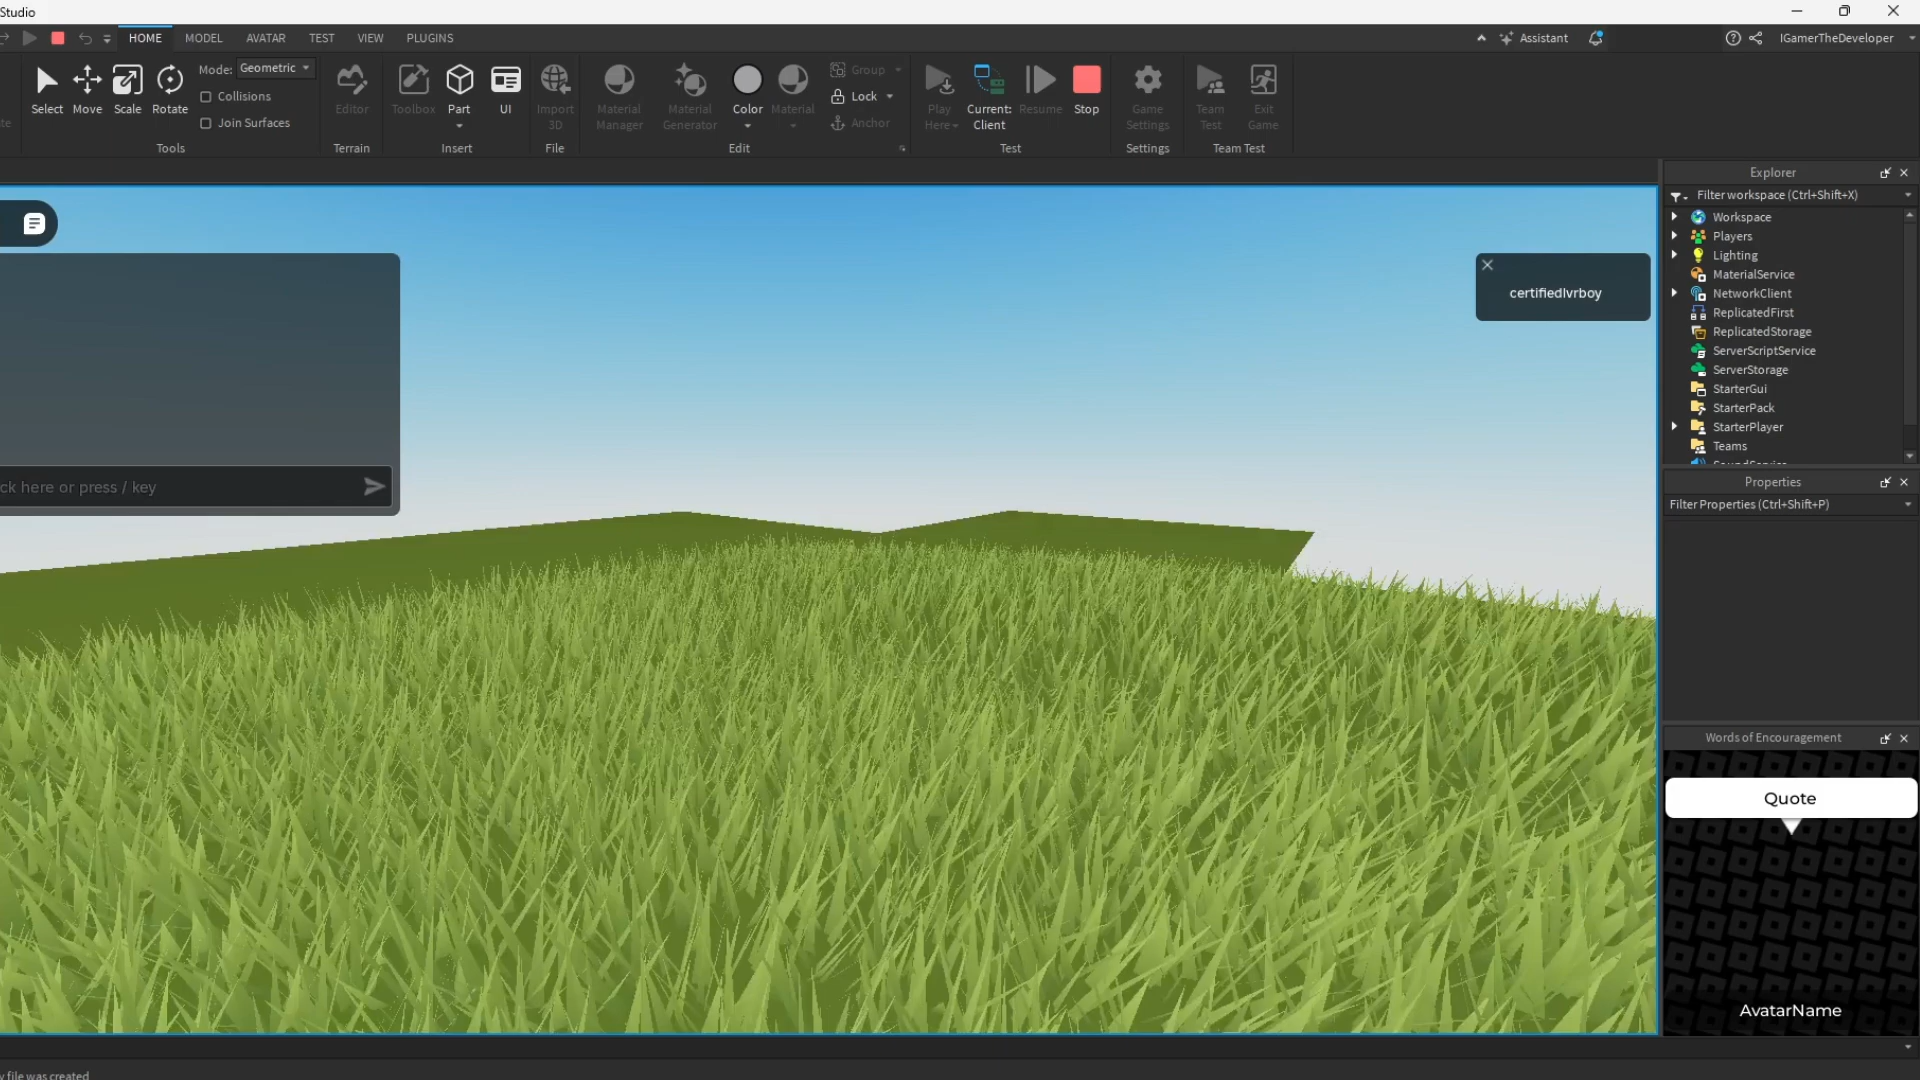 Studio
HOME MODEL AVATAR TEST VIEW PLUGINS
Assistant
IGamerTheDeveloper
Select Move Scale Rotate
Mode: Geometric
Collisions
Join Surfaces
Tools
Editor
Terrain
Toolbox Part UI
Insert
Import
3D
File
Material
Manager
Material
Generator
Color
Material
Group
Lock
Anchor
Edit
Play
Here
Current:
Client
Resume
Stop
Test
Game
Settings
Settings
Team
Test
Exit
Game
Team Test
Explorer
Filter workspace (Ctrl+Shift+X)
Workspace
Players
Lighting
MaterialService
NetworkClient
ReplicatedFirst
ReplicatedStorage
ServerScriptService
ServerStorage
StarterGui
StarterPack
StarterPlayer
Teams
SoundService
certifiedlvrboy
ck here or press / key
Properties
Filter Properties (Ctrl+Shift+P)
Words of Encouragement
Quote
AvatarName
y file was created